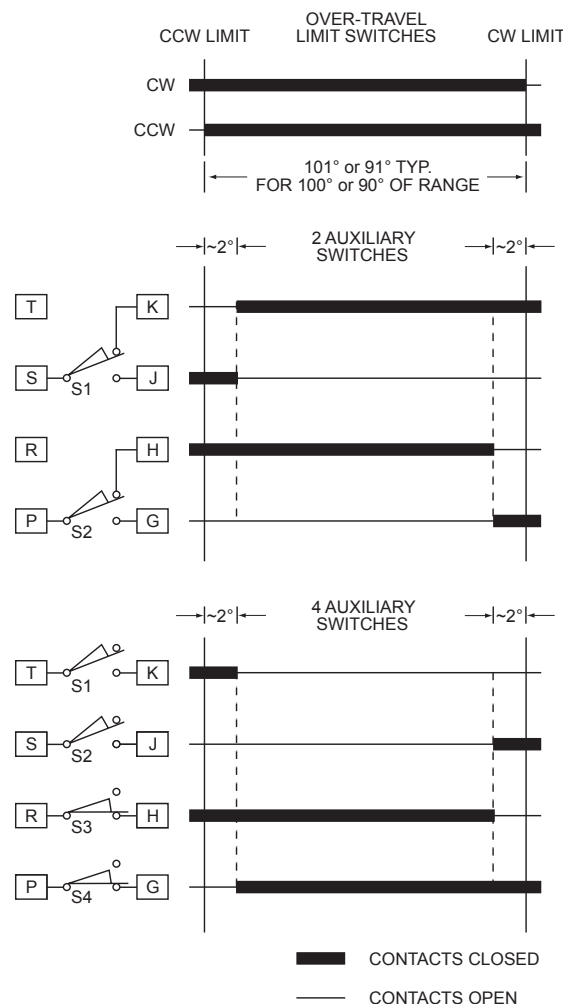 OVER-TRAVEL
LIMIT SWITCHES
CCW LIMIT
CW LIMIT
CW
CCW
101° or 91° TYP.
FOR 100° or 90° OF RANGE
~2°
2 AUXILIARY
SWITCHES
~2°
T
K
S
S1
J
R
H
P
S2
G
~2°
4 AUXILIARY
SWITCHES
~2°
T
S1
K
S
S2
J
R
S3
H
P
S4
G
CONTACTS CLOSED
CONTACTS OPEN